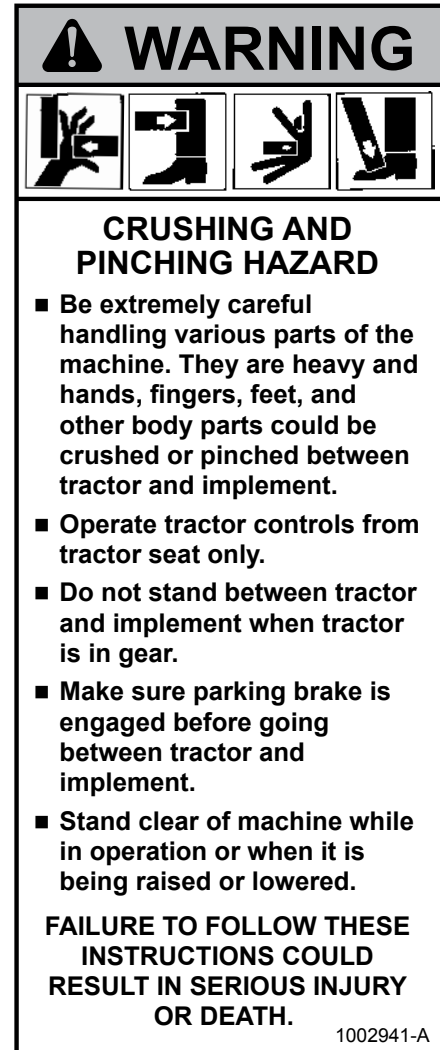 WARNING
CRUSHING AND
PINCHING HAZARD
■ Be extremely careful
handling various parts of the
machine. They are heavy and
hands, fingers, feet, and
other body parts could be
crushed or pinched between
tractor and implement.
■ Operate tractor controls from
tractor seat only.
■ Do not stand between tractor
and implement when tractor
is in gear.
■ Make sure parking brake is
engaged before going
between tractor and
implement.
■ Stand clear of machine while
in operation or when it is
being raised or lowered.
FAILURE TO FOLLOW THESE
INSTRUCTIONS COULD
RESULT IN SERIOUS INJURY
OR DEATH.
1002941-A